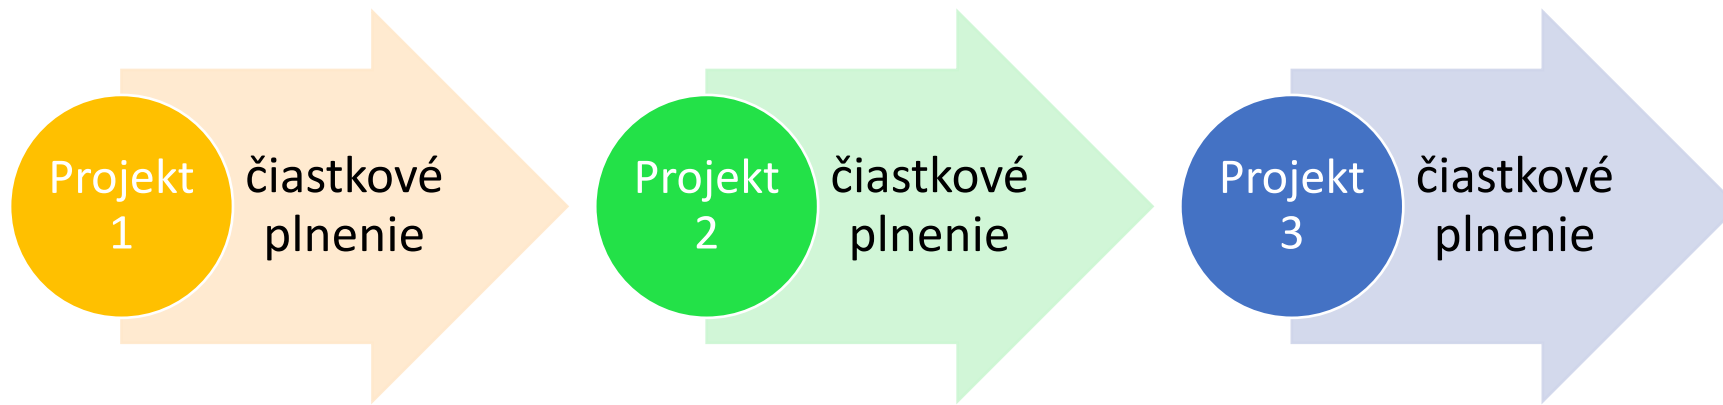 Projekt
1
čiastkové
plnenie
Projekt
2
čiastkové
plnenie
Projekt
3
čiastkové
plnenie